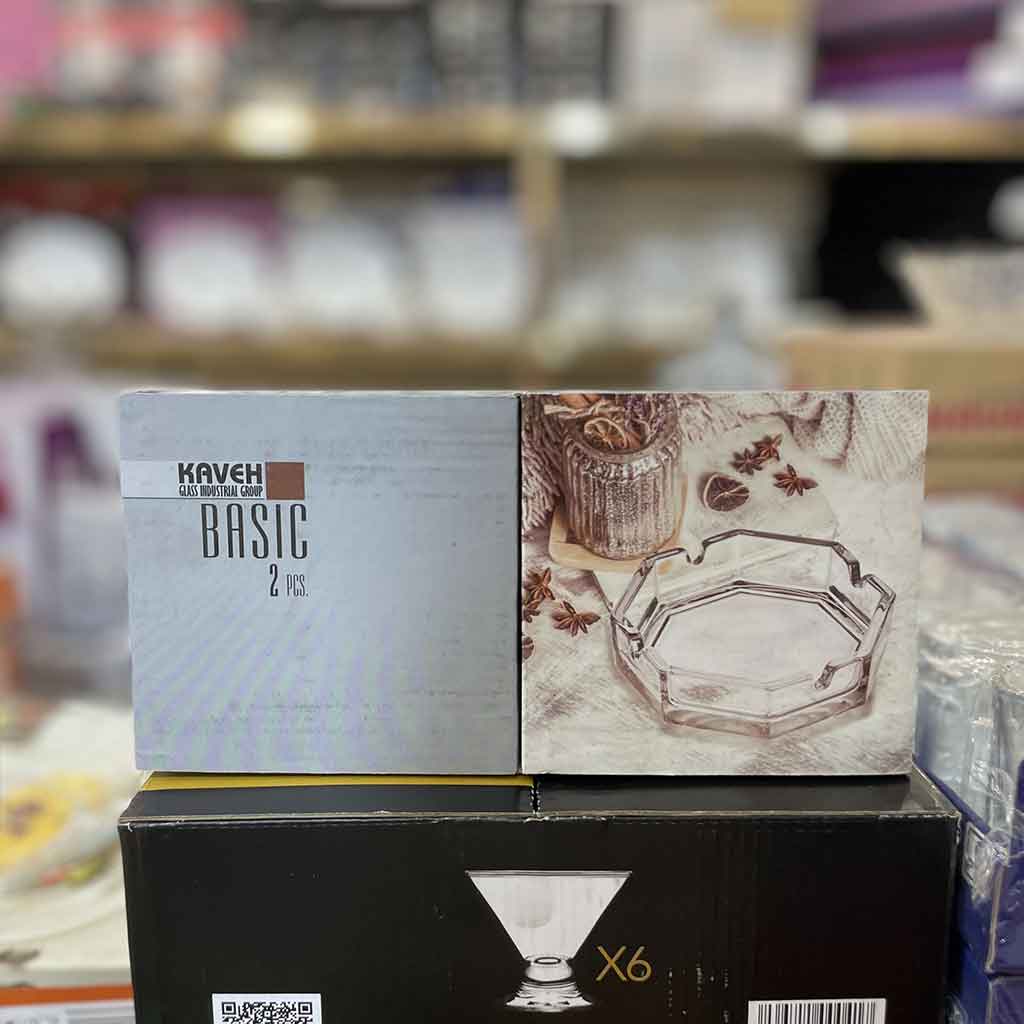 KAVEH
GLASS INDUSTRIAL GROUP
BASIC
2 PCS.
X6